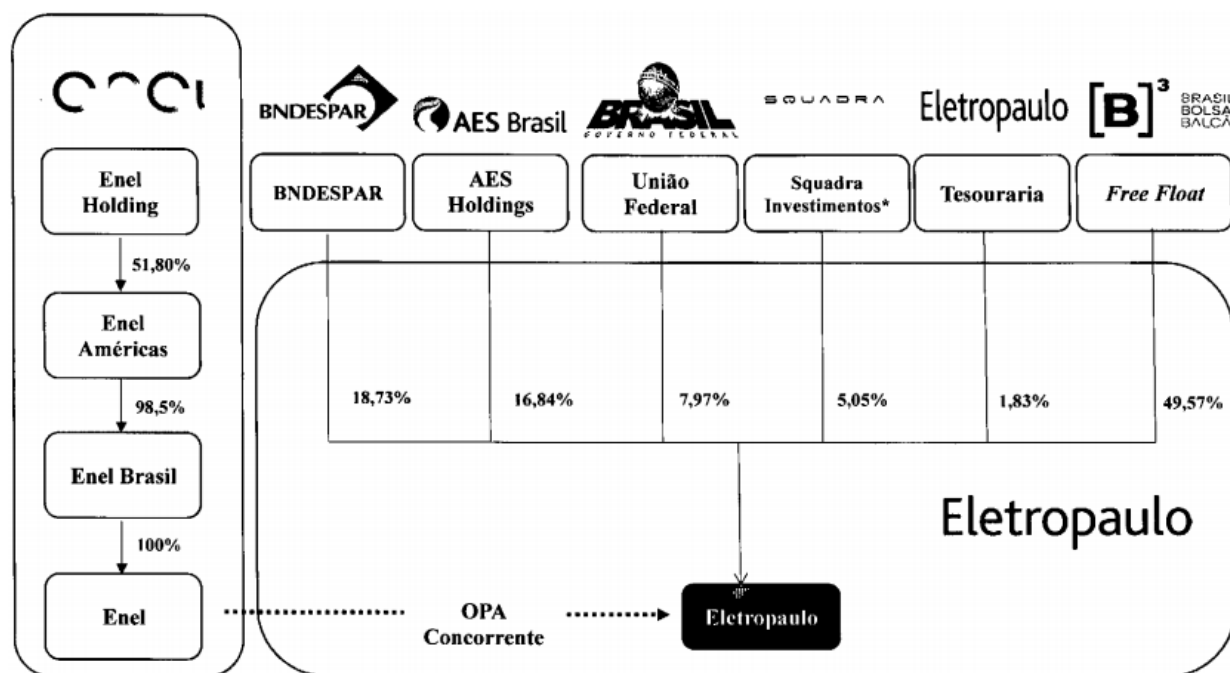 enel
BNDESPAR
AES Brasil
BRASIL
GOVERNO FEDERAL
SQUADRA
Eletropaulo
[B]³
BRASIL
BOLSA
BALCÃ
Enel
Holding
BNDESPAR
AES
Holdings
União
Federal
Squadra
Investimentos*
Tesouraria
Free Float
51,80%
Enel
Américas
98,5%
18,73%
16,84%
7,97%
5,05%
1,83%
49,57%
Enel Brasil
Eletropaulo
100%
Enel
OPA
Concorrente
Eletropaulo